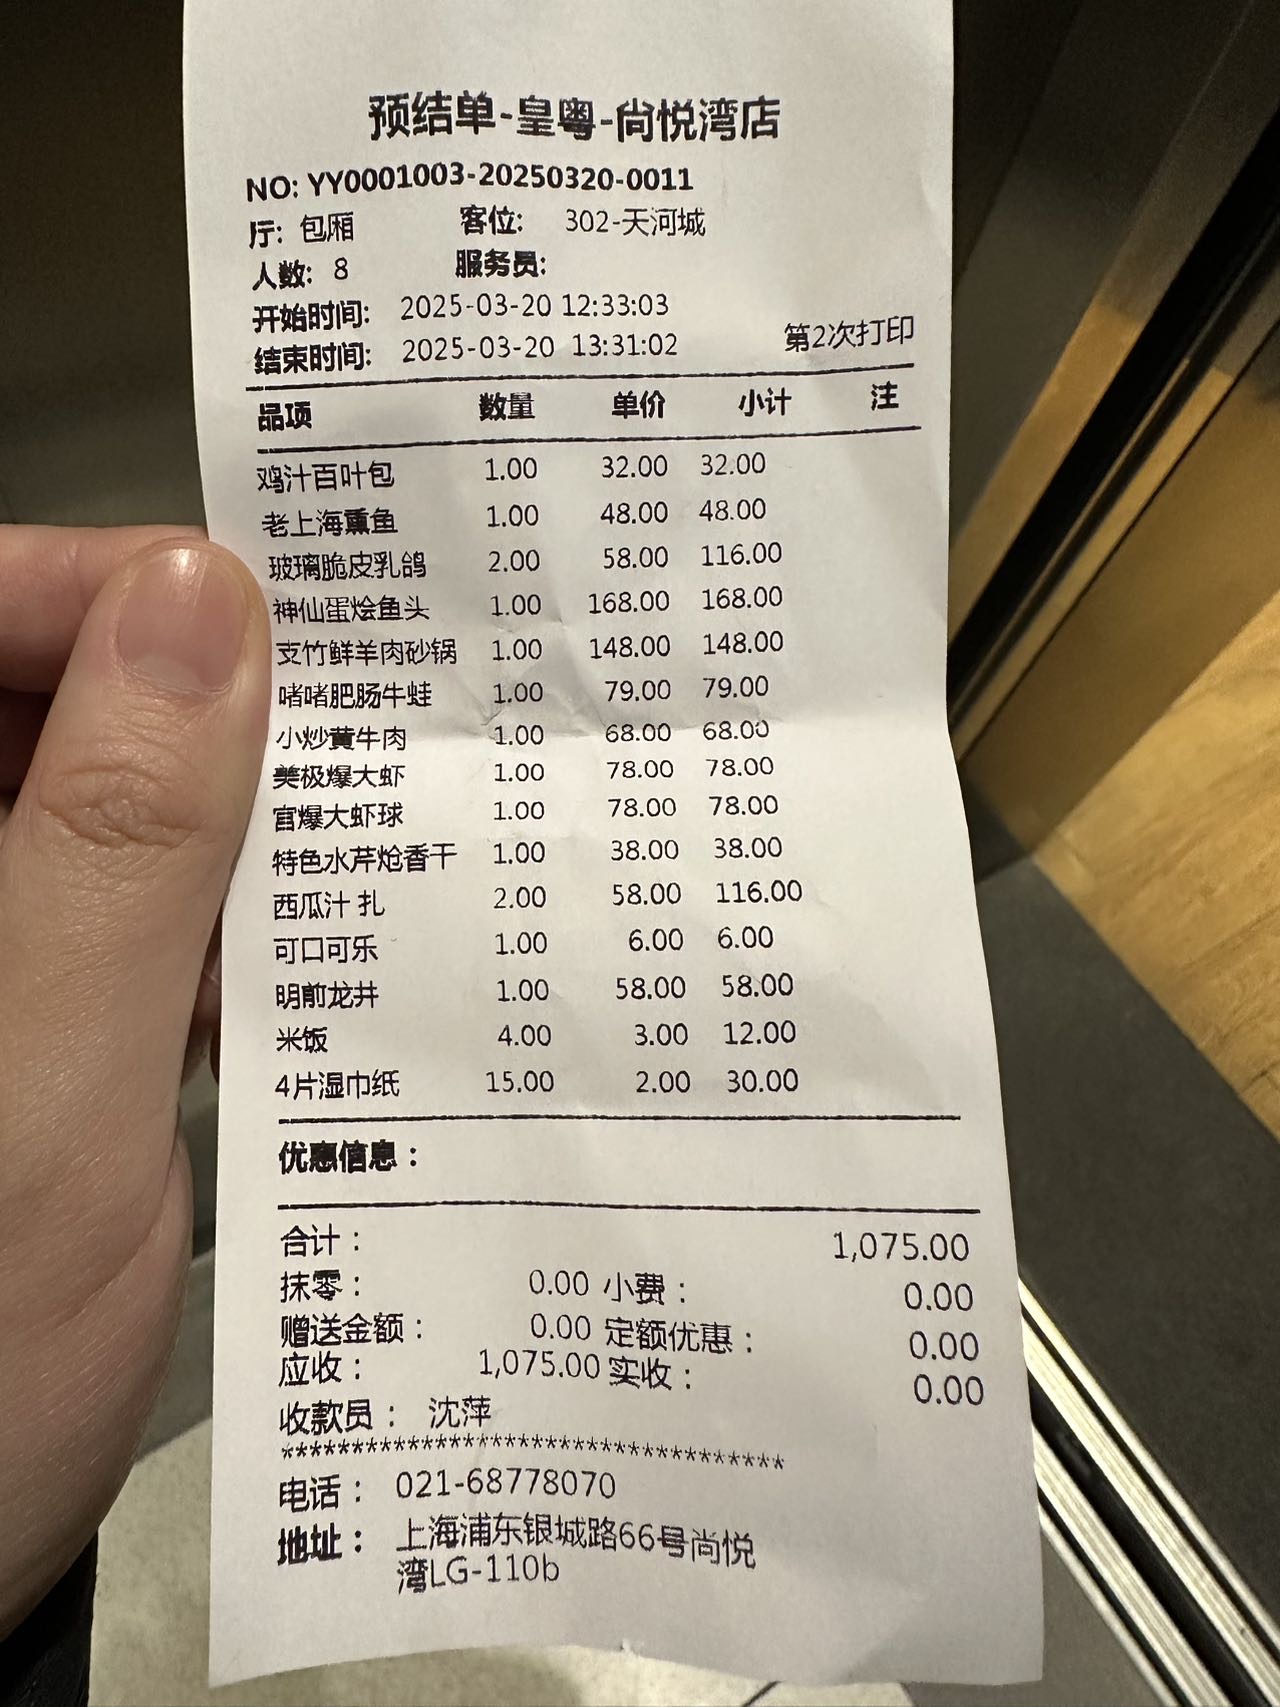 预结单-皇粤-尚悦湾店
NO: YY0001003-20250320-0011
厅: 包厢 客位: 302-天河城
人数: 8 服务员:
开始时间: 2025-03-20 12:33:03
结束时间: 2025-03-20 13:31:02 第2次打印
品项 数量 单价 小计 注
鸡汁百叶包 1.00 32.00 32.00
老上海熏鱼 1.00 48.00 48.00
玻璃脆皮乳鸽 2.00 58.00 116.00
神仙蛋烩鱼头 1.00 168.00 168.00
支竹鲜羊肉砂锅 1.00 148.00 148.00
啫啫肥肠牛蛙 1.00 79.00 79.00
小炒黄牛肉 1.00 68.00 68.00
美极爆大虾 1.00 78.00 78.00
宫爆大虾球 1.00 78.00 78.00
特色水芹炝香干 1.00 38.00 38.00
西瓜汁 扎 2.00 58.00 116.00
可口可乐 1.00 6.00 6.00
明前龙井 1.00 58.00 58.00
米饭 4.00 3.00 12.00
4片湿巾纸 15.00 2.00 30.00
优惠信息：
合计： 1,075.00
抹零： 0.00 小费： 0.00
赠送金额： 0.00 定额优惠： 0.00
应收： 1,075.00 实收： 0.00
收款员： 沈萍
************************************
电话： 021-68778070
地址： 上海浦东银城路66号尚悦
湾LG-110b